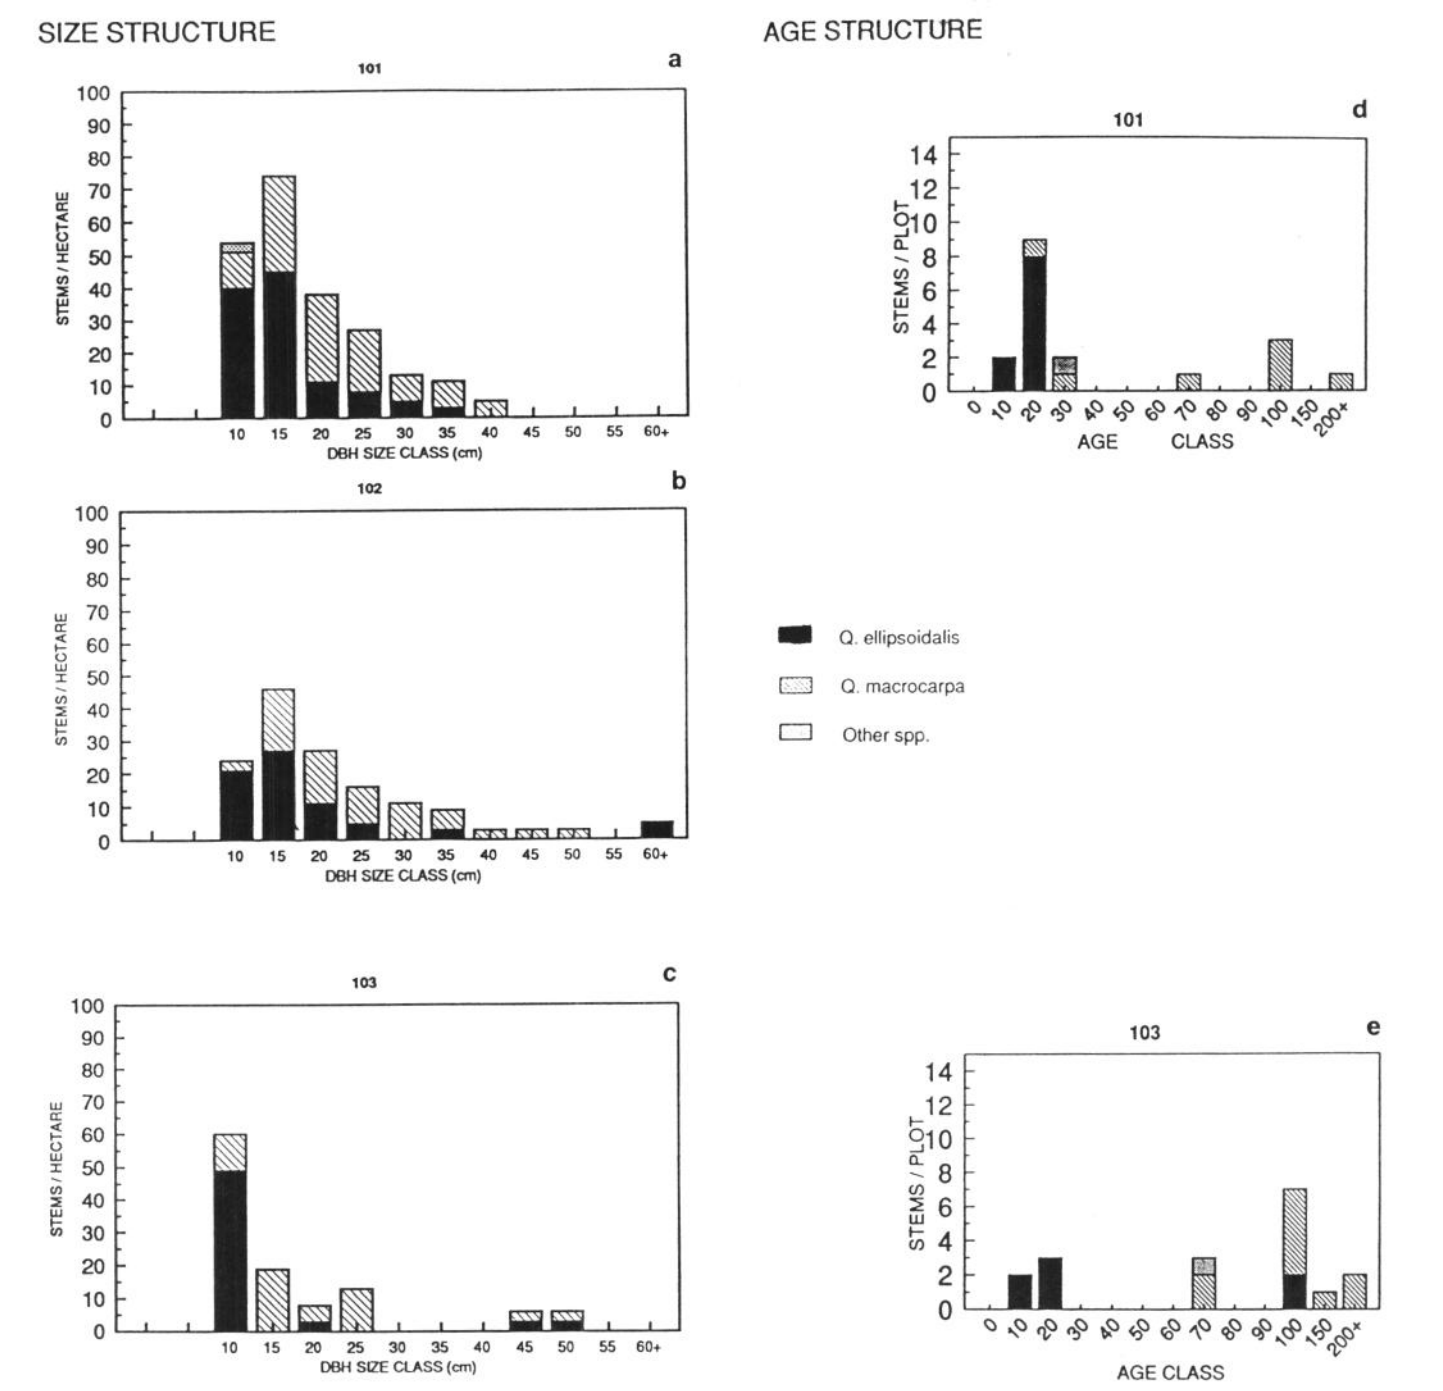 SIZE STRUCTURE
AGE STRUCTURE
101
a
100
90
80
70
60
50
40
30
20
10
0
STEMS / HECTARE
10 15 20 25 30 35 40 45 50 55 60+
DBH SIZE CLASS (cm)
101
d
14
12
10
8
6
4
2
0
STEMS / PLOT
0 10 20 30 40 50 60 70 80 90 100 150 200+
AGE CLASS
102
b
100
90
80
70
60
50
40
30
20
10
0
STEMS / HECTARE
10 15 20 25 30 35 40 45 50 55 60+
DBH SIZE CLASS (cm)
Q. ellipsoidalis
Q. macrocarpa
Other spp.
103
c
100
90
80
70
60
50
40
30
20
10
0
STEMS / HECTARE
10 15 20 25 30 35 40 45 50 55 60+
DBH SIZE CLASS (cm)
103
e
14
12
10
8
6
4
2
0
STEMS / PLOT
0 10 20 30 40 50 60 70 80 90 100 150 200+
AGE CLASS